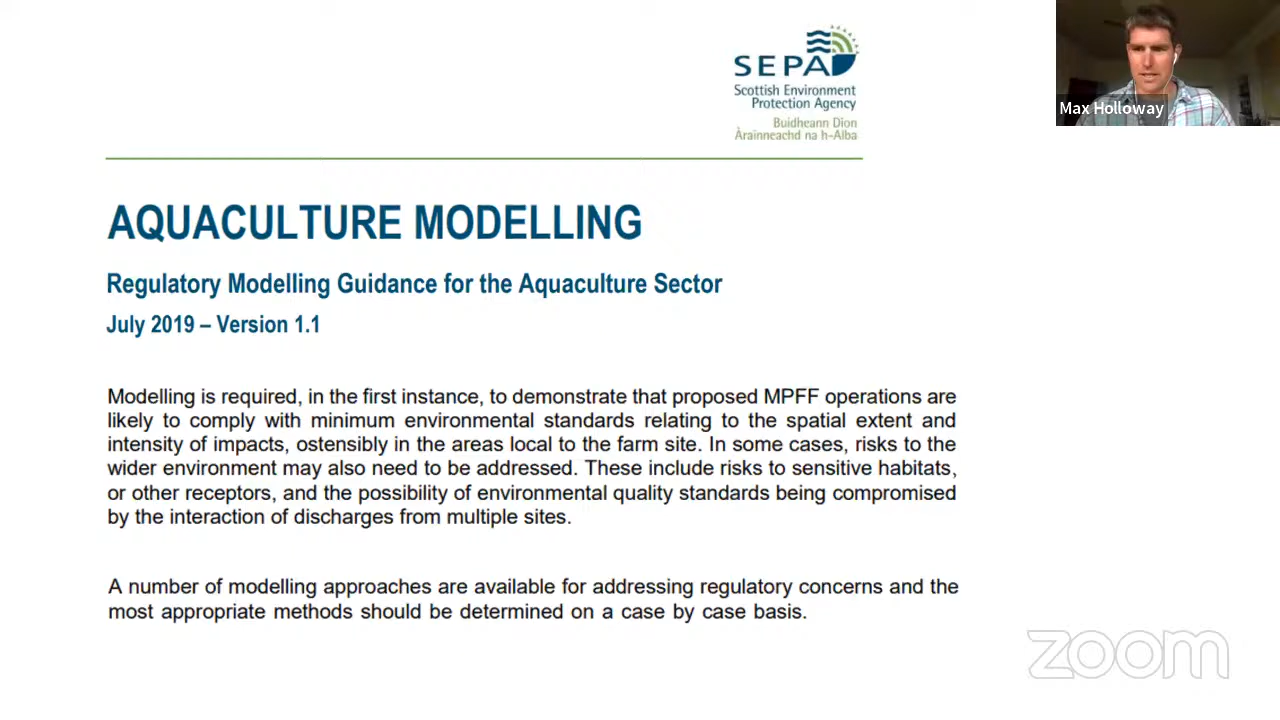 SEPA
Scottish Environment
Protection Agency
Buidheann Dìon
Àrainneachd na h-Alba
Max Holloway
AQUACULTURE MODELLING
Regulatory Modelling Guidance for the Aquaculture Sector
July 2019 – Version 1.1
Modelling is required, in the first instance, to demonstrate that proposed MPFF operations are
likely to comply with minimum environmental standards relating to the spatial extent and
intensity of impacts, ostensibly in the areas local to the farm site. In some cases, risks to the
wider environment may also need to be addressed. These include risks to sensitive habitats,
or other receptors, and the possibility of environmental quality standards being compromised
by the interaction of discharges from multiple sites.
A number of modelling approaches are available for addressing regulatory concerns and the
most appropriate methods should be determined on a case by case basis.
zoom